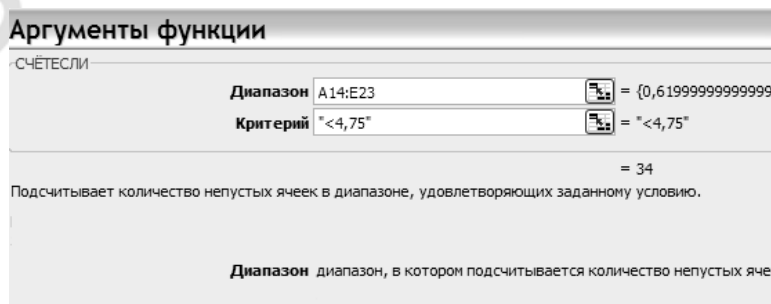 Аргументы функции
СЧЁТЕСЛИ
Диапазон A14:E23 = {0,61999999999999
Критерий "<4,75" = "<4,75"
= 34
Подсчитывает количество непустых ячеек в диапазоне, удовлетворяющих заданному условию.
Диапазон диапазон, в котором подсчитывается количество непустых яче